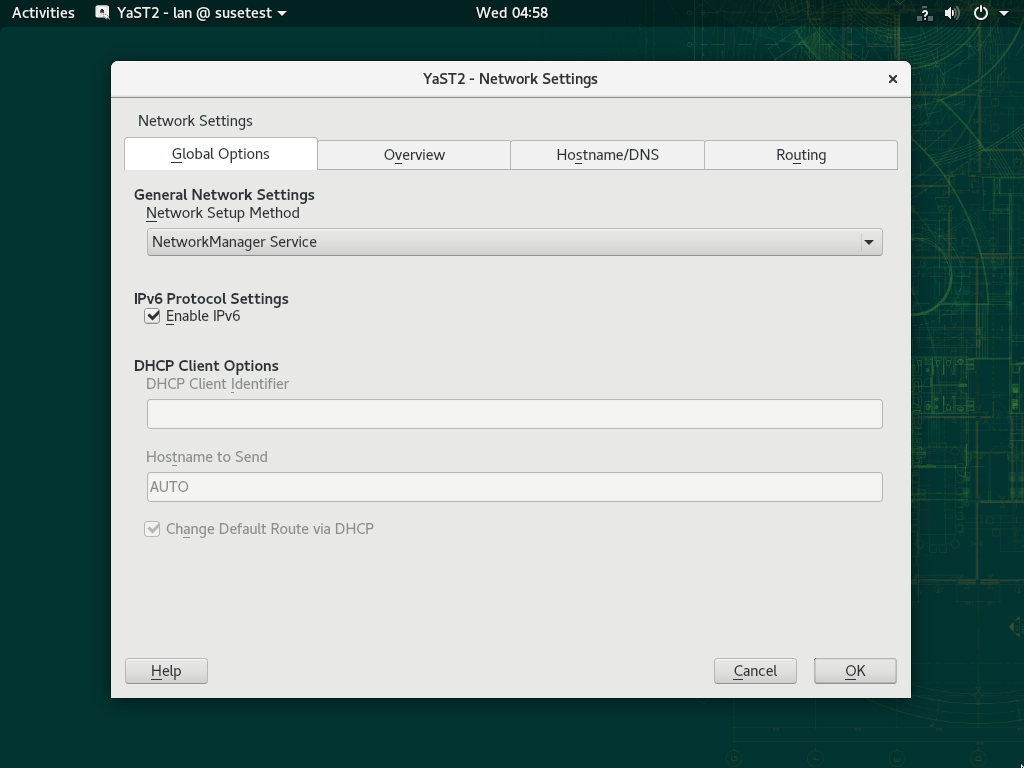 Activities YaST2 - lan @ susetest Wed 04:58
YaST2 - Network Settings
Network Settings
Global Options Overview Hostname/DNS Routing
General Network Settings
Network Setup Method
NetworkManager Service
IPv6 Protocol Settings
Enable IPv6
DHCP Client Options
DHCP Client Identifier
Hostname to Send
AUTO
Change Default Route via DHCP
Help Cancel OK